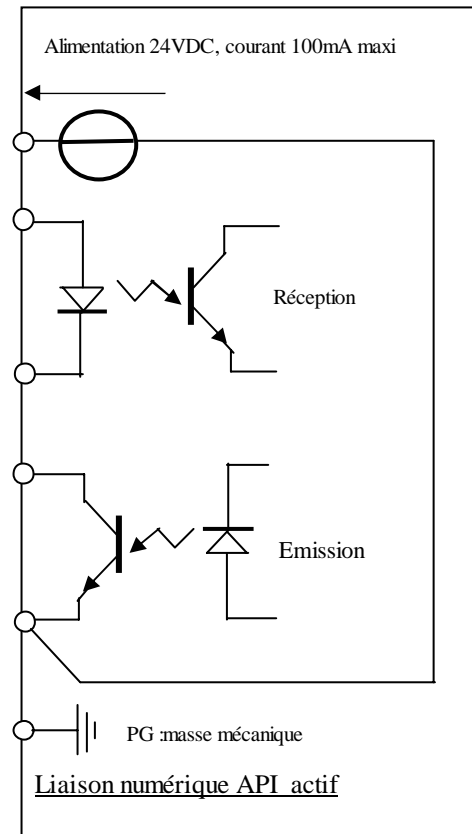 Alimentation 24VDC, courant 100mA maxi
Réception
Emission
PG :masse mécanique
Liaison numérique API actif